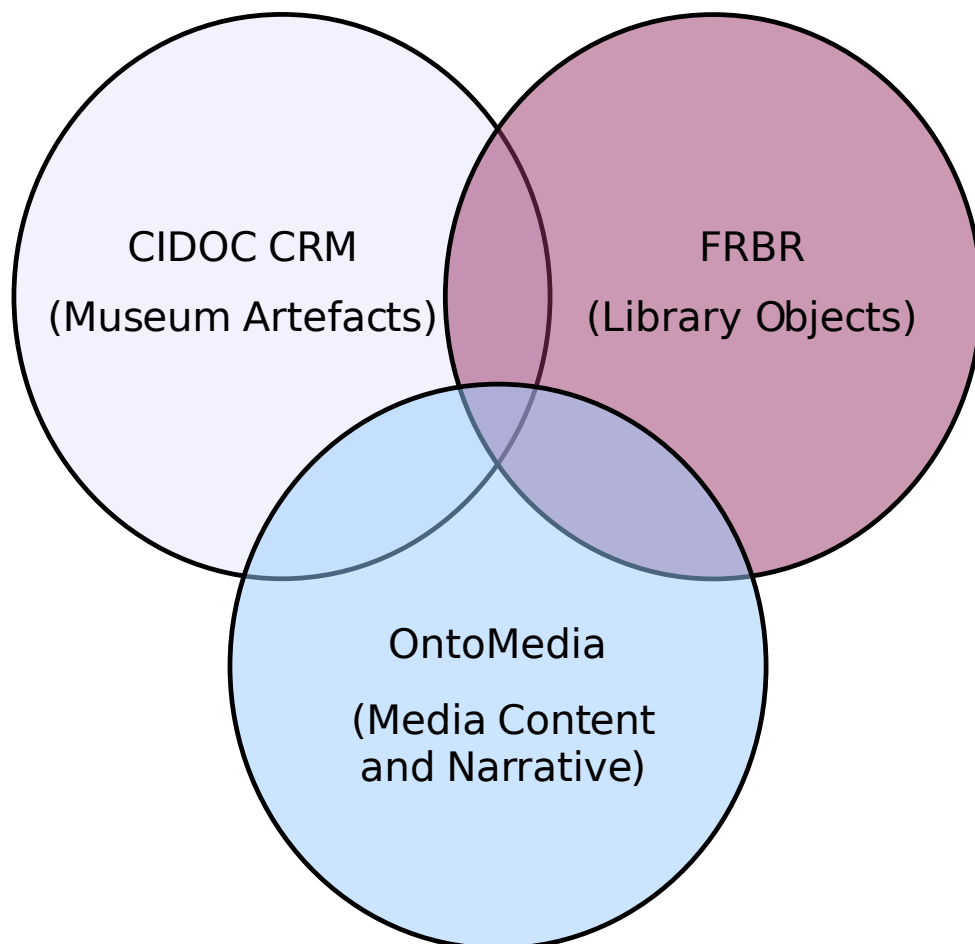 CIDOC CRM
(Museum Artefacts)
FRBR
(Library Objects)
OntoMedia
(Media Content
and Narrative)